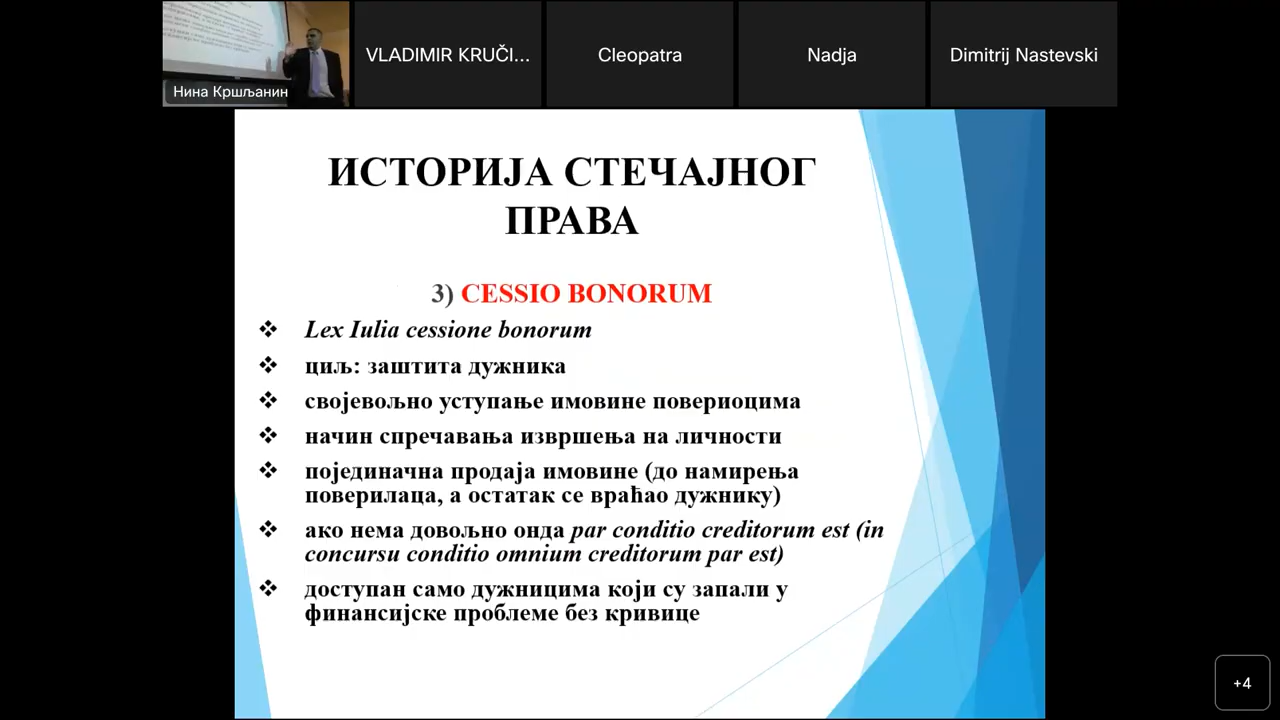 Нина Кршљанин
VLADIMIR KRUČI...
Cleopatra
Nadja
Dimitrij Nastevski
ИСТОРИЈА СТЕЧАЈНОГ
ПРАВА
3) CESSIO BONORUM
❖ Lex Iulia cessione bonorum
❖ циљ: заштита дужника
❖ својевољно уступање имовине повериоцима
❖ начин спречавања извршења на личности
❖ појединачна продаја имовине (до намирења
поверилаца, а остатак се враћао дужнику)
❖ ако нема довољно онда par conditio creditorum est (in
concursu conditio omnium creditorum par est)
❖ доступан само дужницима који су запали у
финансијске проблеме без кривице
+4